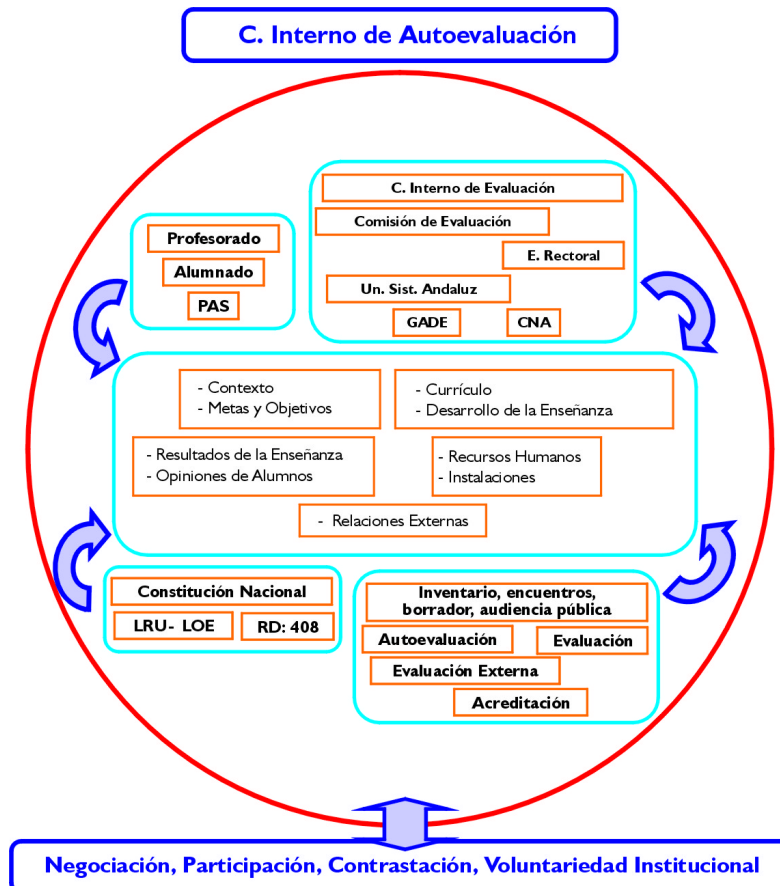 C. Interno de Autoevaluación
C. Interno de Evaluación
Comisión de Evaluación
E. Rectoral
Un. Sist. Andaluz
GADE
CNA
Profesorado
Alumnado
PAS
- Contexto
- Metas y Objetivos
- Currículo
- Desarrollo de la Enseñanza
- Resultados de la Enseñanza
- Opiniones de Alumnos
- Recursos Humanos
- Instalaciones
- Relaciones Externas
Constitución Nacional
LRU- LOE
RD: 408
Inventario, encuentros,
borrador, audiencia pública
Autoevaluación
Evaluación
Evaluación Externa
Acreditación
Negociación, Participación, Contrastación, Voluntariedad Institucional